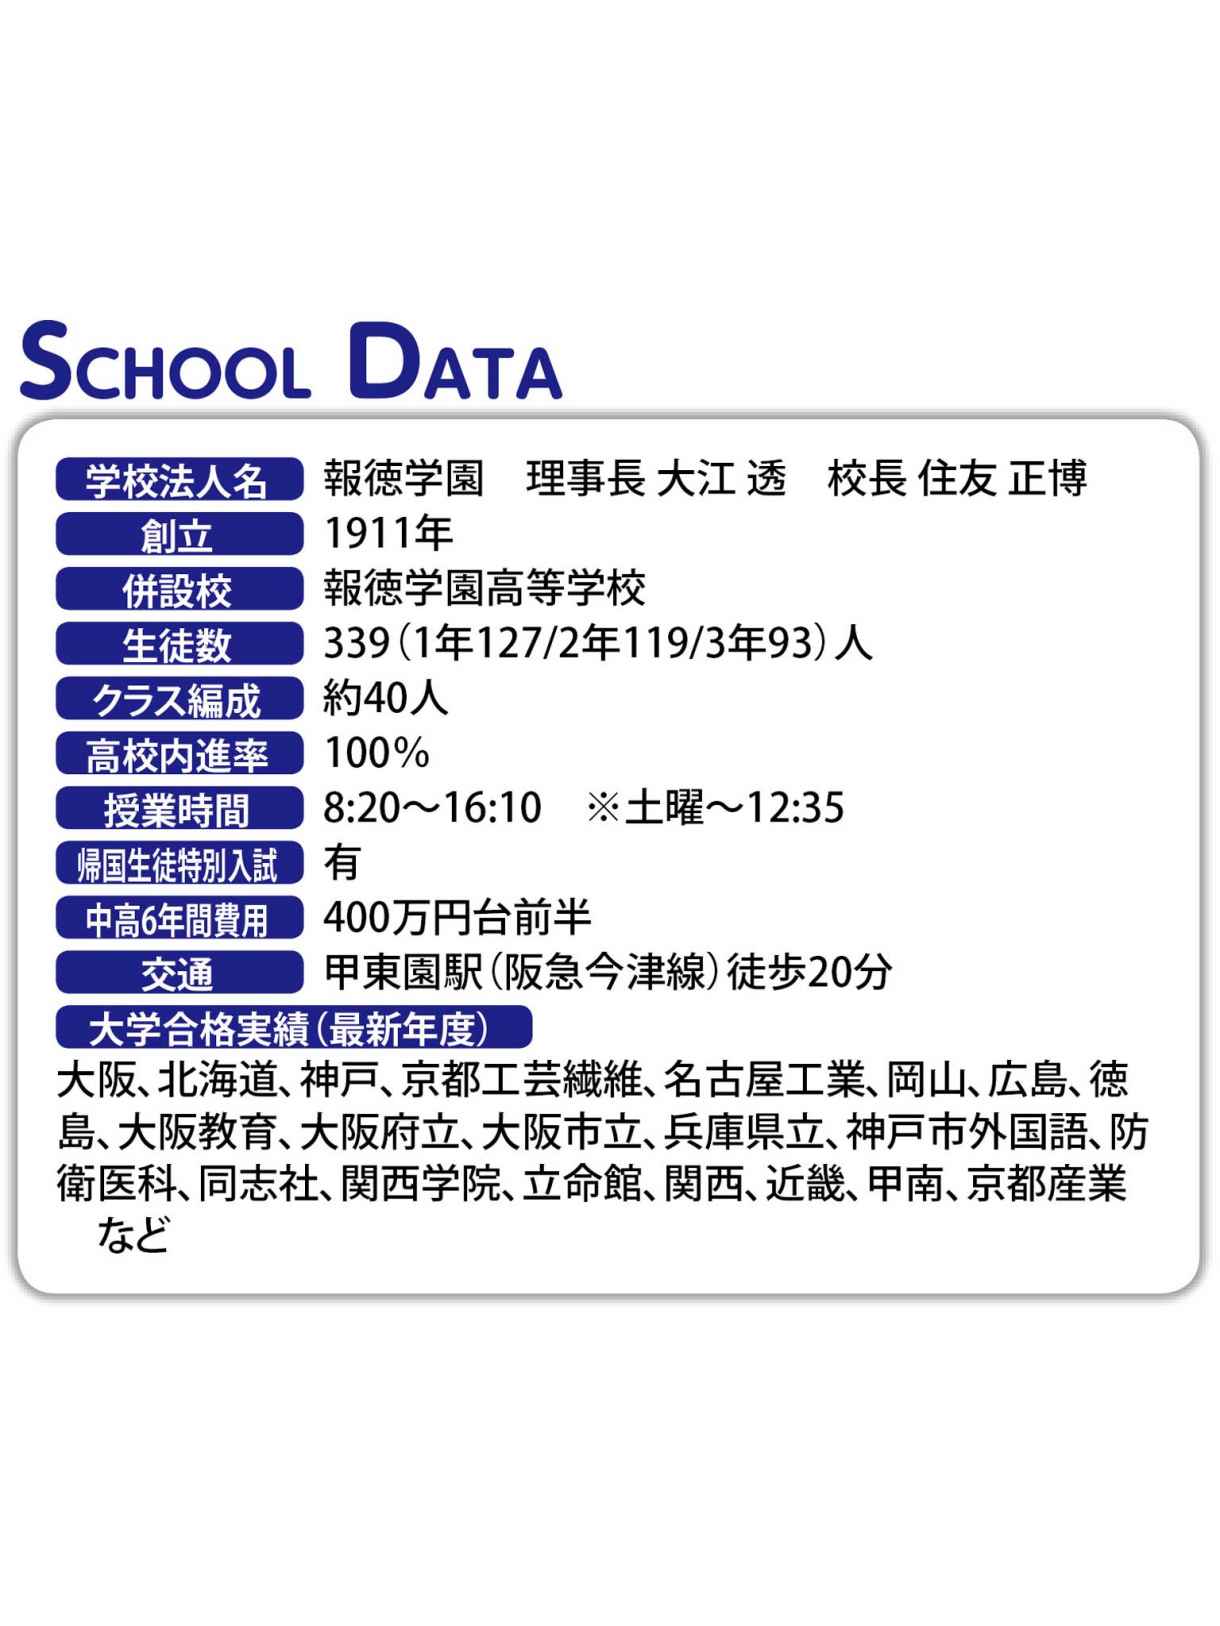 SCHOOL DATA
学校法人名 報徳学園　理事長 大江 透　校長 住友 正博
創立 1911年
併設校 報徳学園高等学校
生徒数 339（1年127/2年119/3年93）人
クラス編成 約40人
高校内進率 100％
授業時間 8:20〜16:10　※土曜〜12:35
帰国生徒特別入試 有
中高6年間費用 400万円台前半
交通 甲東園駅（阪急今津線）徒歩20分
大学合格実績（最新年度）
大阪、北海道、神戸、京都工芸繊維、名古屋工業、岡山、広島、徳
島、大阪教育、大阪府立、大阪市立、兵庫県立、神戸市外国語、防
衛医科、同志社、関西学院、立命館、関西、近畿、甲南、京都産業
など